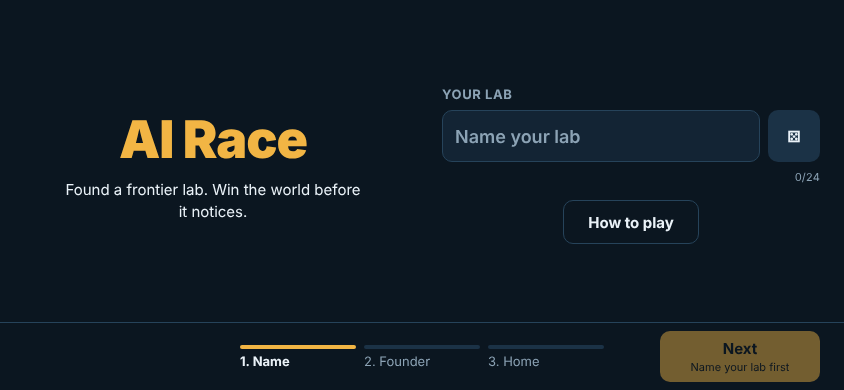 AI Race
Found a frontier lab. Win the world before
it notices.
YOUR LAB
Name your lab
0/24
How to play
1. Name
2. Founder
3. Home
Next
Name your lab first